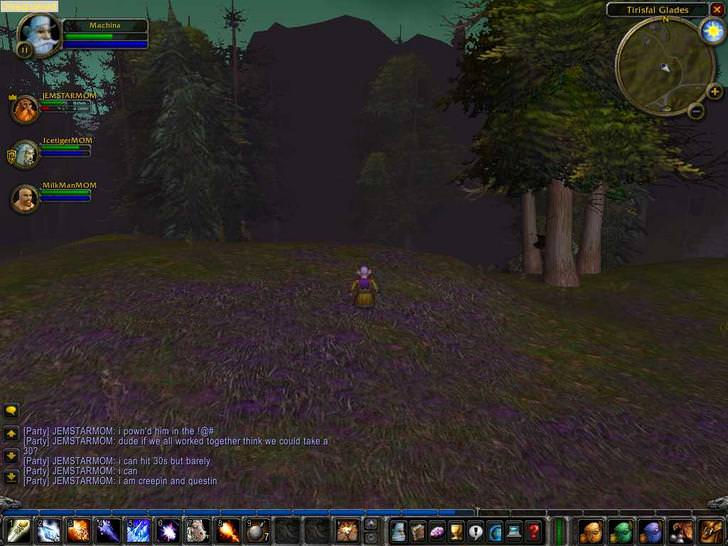 Tirisfal Glades
N
Machina
JEMSTARMOM
IcetigerMOM
MilkManMOM
[Party] JEMSTARMOM: i pown'd him in the !@#
[Party] JEMSTARMOM: dude if we all worked together think we could take a
30?
[Party] JEMSTARMOM: i can hit 30s but barely
[Party] JEMSTARMOM: i can
[Party] JEMSTARMOM: i am creepin and questin